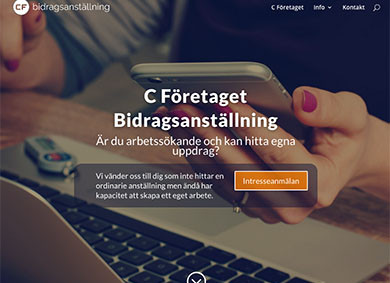 CF bidragsanställning
C Företaget Info Kontakt
C Företaget
Bidragsanställning
Är du arbetssökande och kan hitta egna
uppdrag?
Vi vänder oss till dig som inte hittar en
ordinarie anställning men ändå har
kapacitet att skapa ett eget arbete.
Intresseanmälan